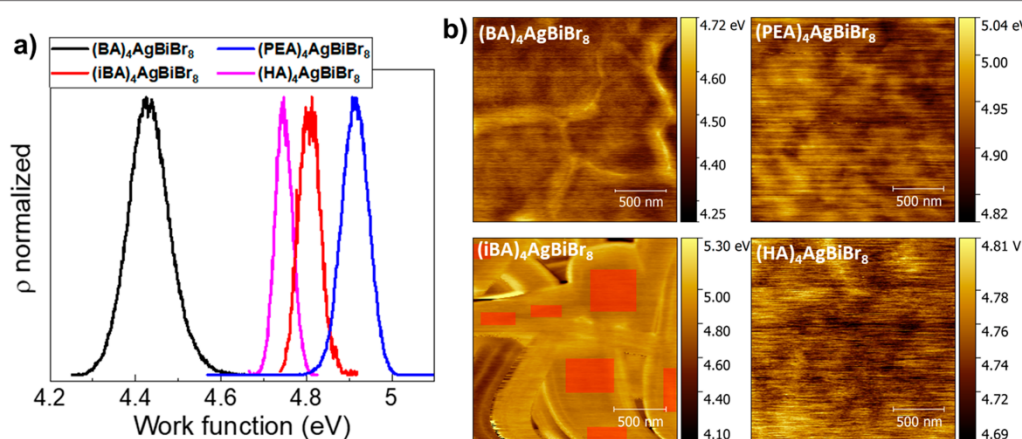 a)
(BA)₄AgBiBr₈ (PEA)₄AgBiBr₈
(iBA)₄AgBiBr₈ (HA)₄AgBiBr₈
ρ normalized
4.2 4.4 4.6 4.8 5
Work function (eV)
b)
(BA)₄AgBiBr₈
500 nm
4.72 eV
4.60
4.50
4.40
4.25
(PEA)₄AgBiBr₈
500 nm
5.04 eV
5.00
4.95
4.90
4.82
(iBA)₄AgBiBr₈
500 nm
5.30 eV
5.00
4.80
4.60
4.40
4.10
(HA)₄AgBiBr₈
500 nm
4.81 V
4.78
4.76
4.74
4.72
4.69